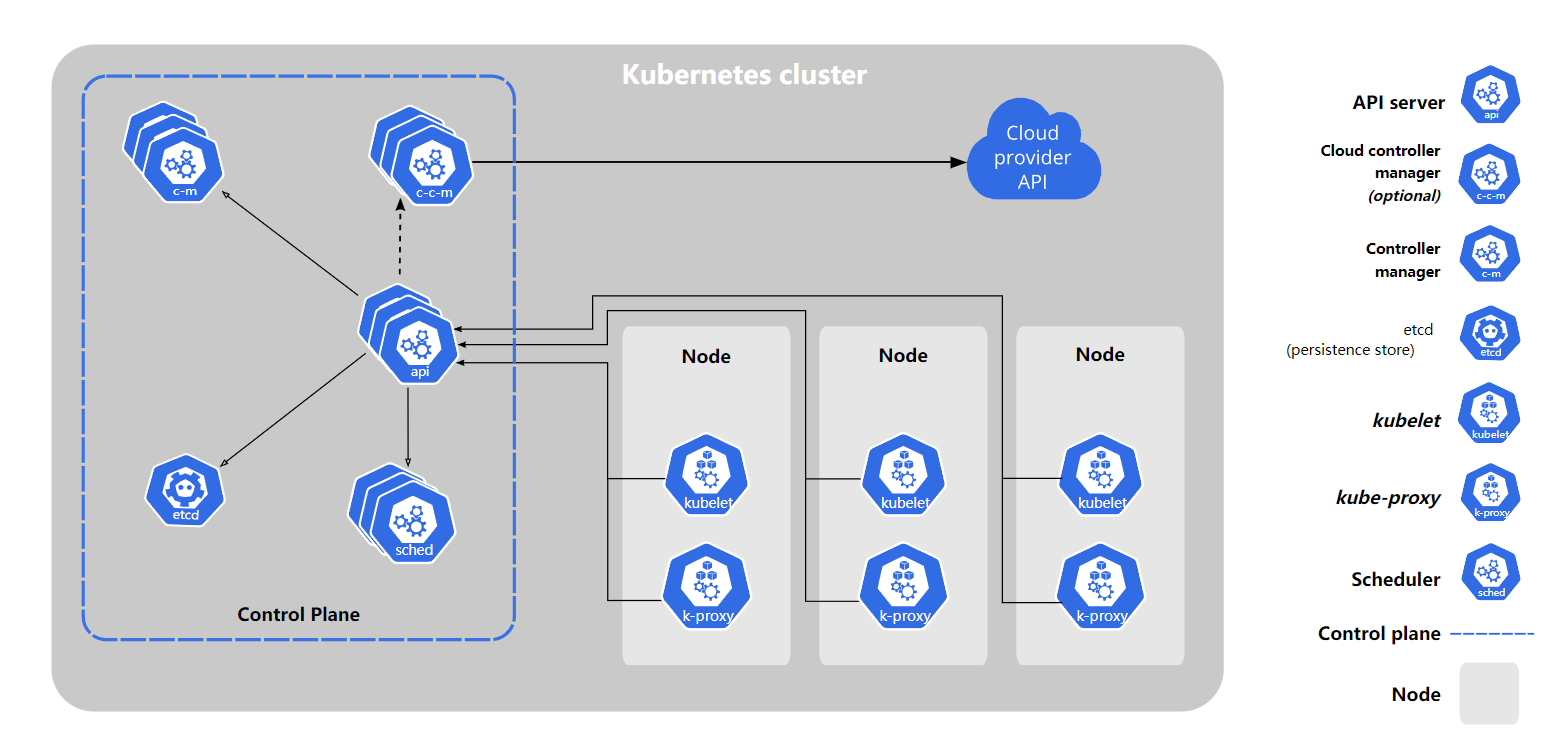 Kubernetes cluster
c-m
c-c-m
Cloud
provider
API
api
etcd
sched
Control Plane
Node
kubelet
k-proxy
Node
kubelet
k-proxy
Node
kubelet
k-proxy
API server
api
Cloud controller
manager
(optional)
c-c-m
Controller
manager
c-m
etcd
(persistence store)
etcd
kubelet
kubelet
kube-proxy
k-proxy
Scheduler
sched
Control plane
Node